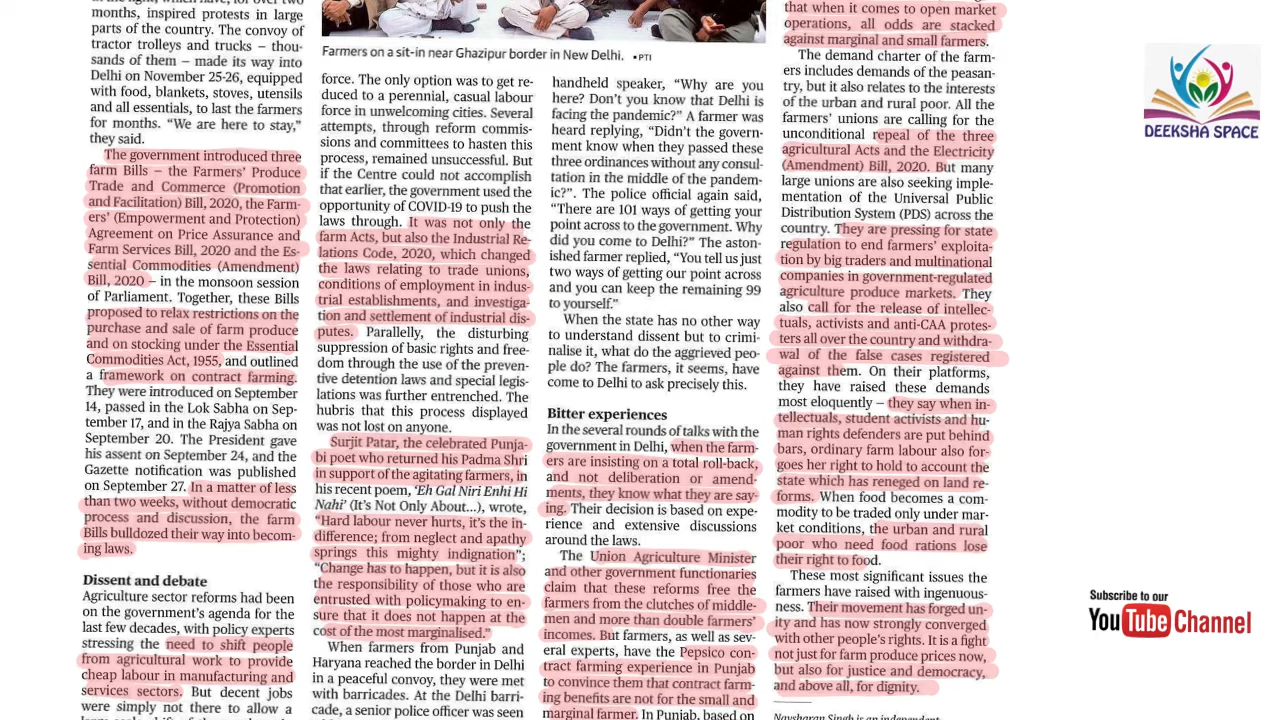 in the light, which have, for over two
months, inspired protests in large
parts of the country. The convoy of
tractor trolleys and trucks – thou-
sands of them – made its way into
Delhi on November 25-26, equipped
with food, blankets, stoves, utensils
and all essentials, to last the farmers
for months. “We are here to stay,”
they said.
The government introduced three
farm Bills – the Farmers’ Produce
Trade and Commerce (Promotion
and Facilitation) Bill, 2020, the Farm-
ers’ (Empowerment and Protection)
Agreement on Price Assurance and
Farm Services Bill, 2020 and the Es-
sential Commodities (Amendment)
Bill, 2020 – in the monsoon session
of Parliament. Together, these Bills
proposed to relax restrictions on the
purchase and sale of farm produce
and on stocking under the Essential
Commodities Act, 1955, and outlined
a framework on contract farming.
They were introduced on September
14, passed in the Lok Sabha on Sep-
tember 17, and in the Rajya Sabha on
September 20. The President gave
his assent on September 24, and the
Gazette notification was published
on September 27. In a matter of less
than two weeks, without democratic
process and discussion, the farm
Bills bulldozed their way into becom-
ing laws.
Dissent and debate
Agriculture sector reforms had been
on the government’s agenda for the
last few decades, with policy experts
stressing the need to shift people
from agricultural work to provide
cheap labour in manufacturing and
services sectors. But decent jobs
were simply not there to allow a
Farmers on a sit-in near Ghazipur border in New Delhi. •PTI
force. The only option was to get re-
duced to a perennial, casual labour
force in unwelcoming cities. Several
attempts, through reform commis-
sions and committees to hasten this
process, remained unsuccessful. But
if the Centre could not accomplish
that earlier, the government used the
opportunity of COVID-19 to push the
laws through. It was not only the
farm Acts, but also the Industrial Re-
lations Code, 2020, which changed
the laws relating to trade unions,
conditions of employment in indus-
trial establishments, and investiga-
tion and settlement of industrial dis-
putes. Parallelly, the disturbing
suppression of basic rights and free-
dom through the use of the preven-
tive detention laws and special legis-
lations was further entrenched. The
hubris that this process displayed
was not lost on anyone.
Surjit Patar, the celebrated Punja-
bi poet who returned his Padma Shri
in support of the agitating farmers, in
his recent poem, ‘Eh Gal Niri Enhi Hi
Nahi’ (It’s Not Only About...), wrote,
“Hard labour never hurts, it’s the in-
difference; from neglect and apathy
springs this mighty indignation”;
“Change has to happen, but it is also
the responsibility of those who are
entrusted with policymaking to en-
sure that it does not happen at the
cost of the most marginalised.”
When farmers from Punjab and
Haryana reached the border in Delhi
in a peaceful convoy, they were met
with barricades. At the Delhi barri-
cade, a senior police officer was seen
handheld speaker, “Why are you
here? Don’t you know that Delhi is
facing the pandemic?” A farmer was
heard replying, “Didn’t the govern-
ment know when they passed these
three ordinances without any consul-
tation in the middle of the pandem-
ic?”. The police official again said,
“There are 101 ways of getting your
point across to the government. Why
did you come to Delhi?” The aston-
ished farmer replied, “You tell us just
two ways of getting our point across
and you can keep the remaining 99
to yourself.”
When the state has no other way
to understand dissent but to crimi-
nalise it, what do the aggrieved peo-
ple do? The farmers, it seems, have
come to Delhi to ask precisely this.
Bitter experiences
In the several rounds of talks with the
government in Delhi, when the farm-
ers are insisting on a total roll-back,
and not deliberation or amend-
ments, they know what they are say-
ing. Their decision is based on expe-
rience and extensive discussions
around the laws.
The Union Agriculture Minister
and other government functionaries
claim that these reforms free the
farmers from the clutches of middle-
men and more than double farmers’
incomes. But farmers, as well as sev-
eral experts, have the Pepsico con-
tract farming experience in Punjab
to convince them that contract farm-
ing benefits are not for the small and
marginal farmer. In Punjab, based on
that when it comes to open market
operations, all odds are stacked
against marginal and small farmers.
The demand charter of the farm-
ers includes demands of the peasan-
try, but it also relates to the interests
of the urban and rural poor. All the
farmers’ unions are calling for the
unconditional repeal of the three
agricultural Acts and the Electricity
(Amendment) Bill, 2020. But many
large unions are also seeking imple-
mentation of the Universal Public
Distribution System (PDS) across the
country. They are pressing for state
regulation to end farmers’ exploita-
tion by big traders and multinational
companies in government-regulated
agriculture produce markets. They
also call for the release of intellec-
tuals, activists and anti-CAA protes-
ters all over the country and withdra-
wal of the false cases registered
against them. On their platforms,
they have raised these demands
most eloquently – they say when in-
tellectuals, student activists and hu-
man rights defenders are put behind
bars, ordinary farm labour also for-
goes her right to hold to account the
state which has reneged on land re-
forms. When food becomes a com-
modity to be traded only under mar-
ket conditions, the urban and rural
poor who need food rations lose
their right to food.
These most significant issues the
farmers have raised with ingenuous-
ness. Their movement has forged un-
ity and has now strongly converged
with other people’s rights. It is a fight
not just for farm produce prices now,
but also for justice and democracy,
and above all, for dignity.
Navsharan Singh is an independent
DEEKSHA SPACE
Subscribe to our
YouTube Channel